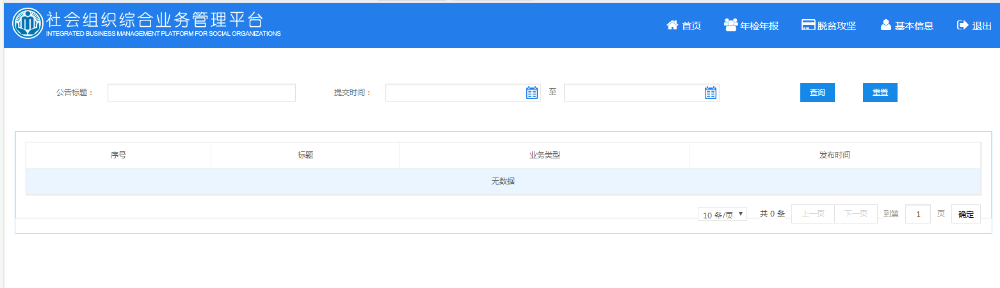 社会组织综合业务管理平台
INTEGRATED BUSINESS MANAGEMENT PLATFORM FOR SOCIAL ORGANIZATIONS
首页 年检年报 脱贫攻坚 基本信息 退出
公告标题： 提交时间： 至 查询 重置
序号 标题 业务类型 发布时间
无数据
10 条/页 共 0 条 上一页 下一页 到第 1 页 确定